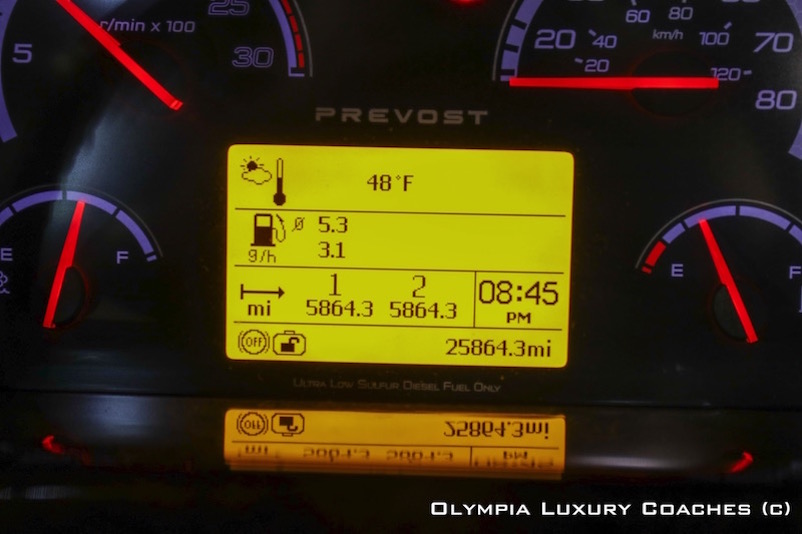 r/min x 100
25
5
30
60 80
20 40 km/h 100 70
20 120
80
PREVOST
48°F
Ø 5.3
g/h 3.1
1 2 08:45
mi 5864.3 5864.3 PM
OFF 25864.3mi
E F
E F
Ultra Low Sulfur Diesel Fuel Only
Olympia Luxury Coaches (c)